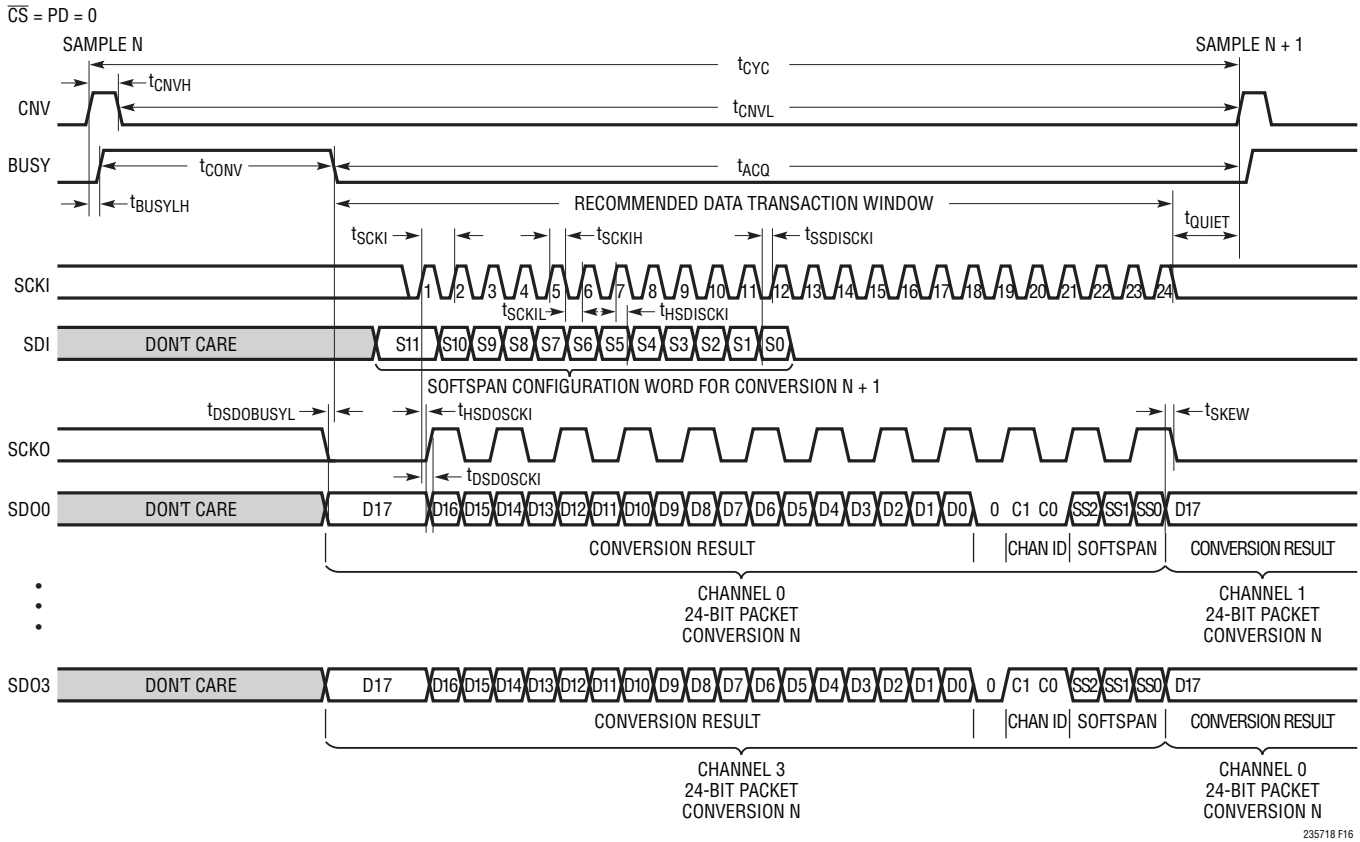 CS = PD = 0
SAMPLE N
SAMPLE N + 1
tCYC
tCNVH
CNV
tCNVL
BUSY
tCONV
tACQ
tBUSYLH
RECOMMENDED DATA TRANSACTION WINDOW
tQUIET
tSCKI
tSCKIH
tSSDISCKI
SCKI
1 2 3 4 5 6 7 8 9 10 11 12 13 14 15 16 17 18 19 20 21 22 23 24
tSCKIL
tHSDISCKI
SDI DON'T CARE S11 S10 S9 S8 S7 S6 S5 S4 S3 S2 S1 S0
SOFTSPAN CONFIGURATION WORD FOR CONVERSION N + 1
tDSDOBUSYL
tHSDOSCKI
tSKEW
SCKO
tDSDOSCKI
SDO0 DON'T CARE D17 D16 D15 D14 D13 D12 D11 D10 D9 D8 D7 D6 D5 D4 D3 D2 D1 D0 0 C1 C0 SS2 SS1 SS0 D17
CONVERSION RESULT CHAN ID SOFTSPAN CONVERSION RESULT
CHANNEL 0
24-BIT PACKET
CONVERSION N
CHANNEL 1
24-BIT PACKET
CONVERSION N
SDO3 DON'T CARE D17 D16 D15 D14 D13 D12 D11 D10 D9 D8 D7 D6 D5 D4 D3 D2 D1 D0 0 C1 C0 SS2 SS1 SS0 D17
CONVERSION RESULT CHAN ID SOFTSPAN CONVERSION RESULT
CHANNEL 3
24-BIT PACKET
CONVERSION N
CHANNEL 0
24-BIT PACKET
CONVERSION N
235718 F16